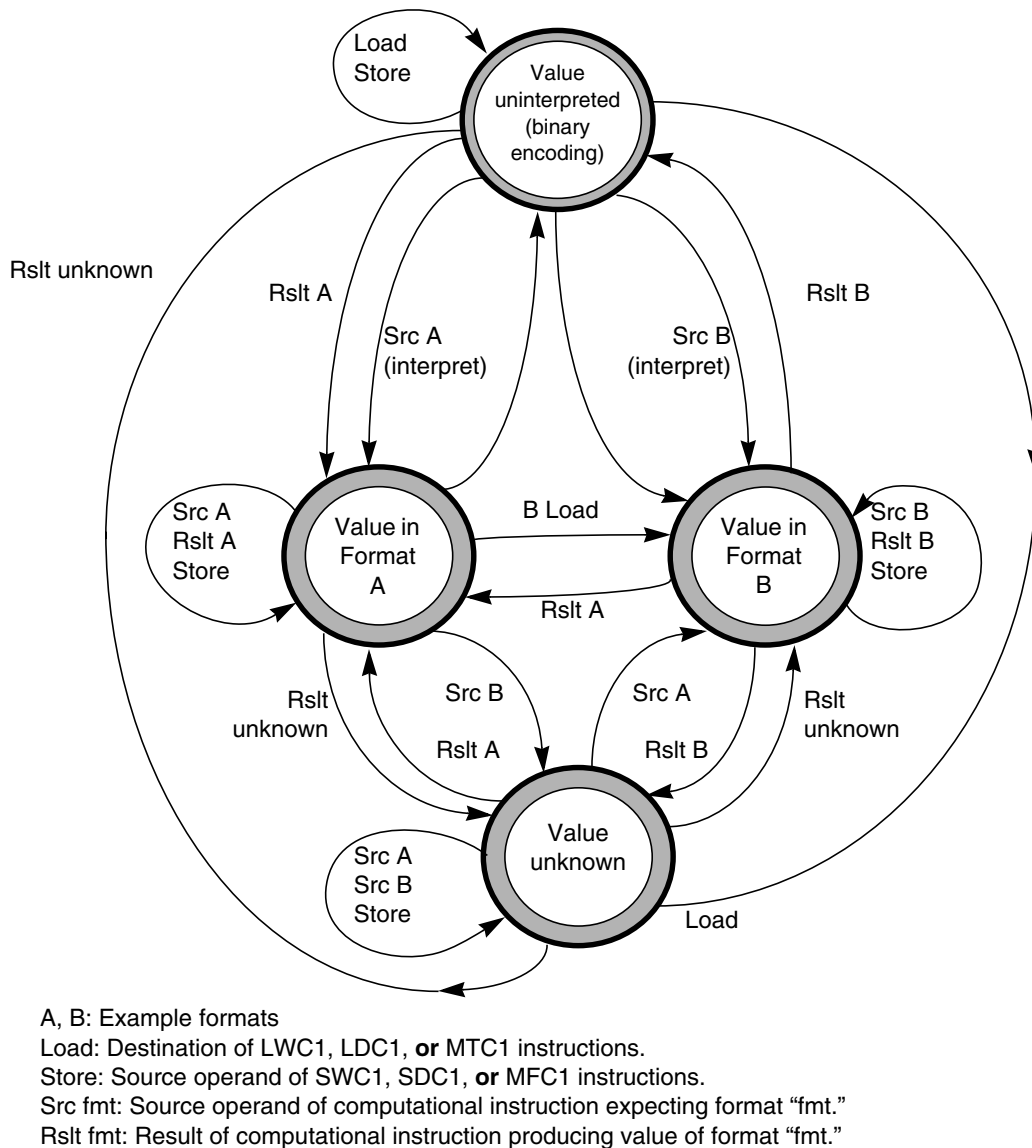 Load
Store
Value
uninterpreted
(binary
encoding)
Rslt unknown
Rslt A
Src A
(interpret)
Src B
(interpret)
Rslt B
Src A
Rslt A
Store
Value in
Format
A
B Load
Rslt A
Value in
Format
B
Src B
Rslt B
Store
Rslt
unknown
Src B
Rslt A
Src A
Rslt B
Rslt
unknown
Src A
Src B
Store
Value
unknown
Load
A, B: Example formats
Load: Destination of LWC1, LDC1, or MTC1 instructions.
Store: Source operand of SWC1, SDC1, or MFC1 instructions.
Src fmt: Source operand of computational instruction expecting format “fmt.”
Rslt fmt: Result of computational instruction producing value of format “fmt.”